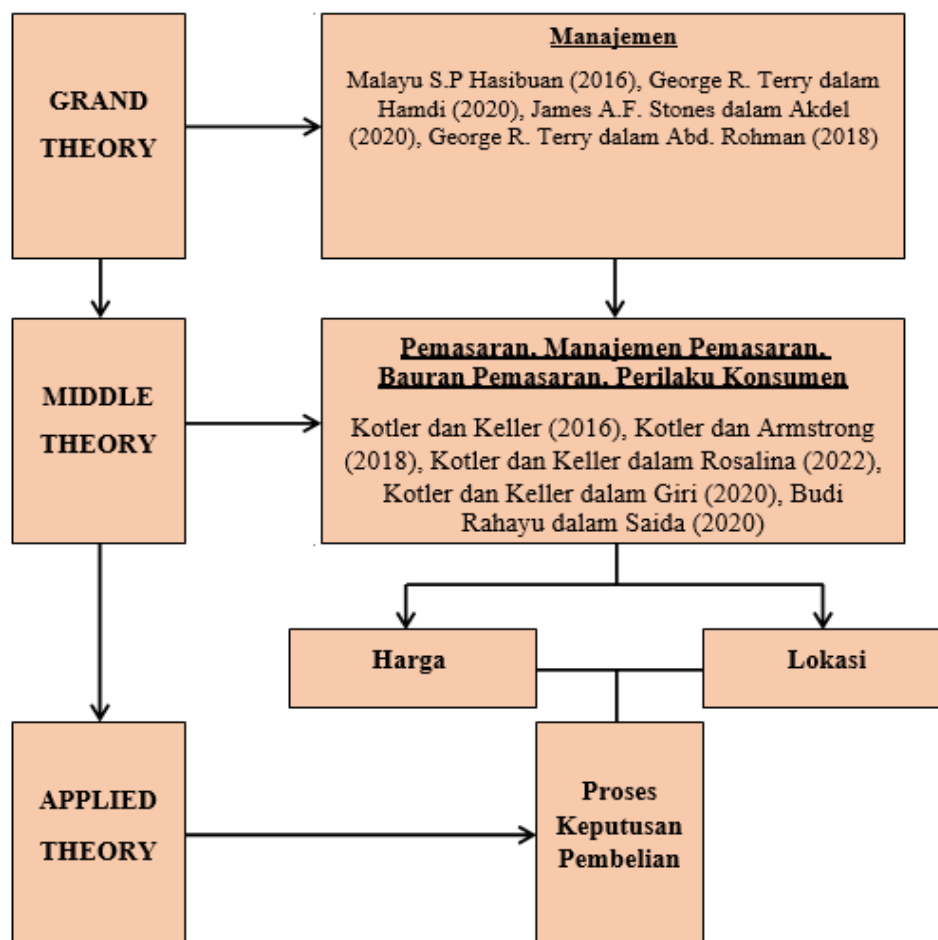 GRAND
THEORY
Manajemen
Malayu S.P Hasibuan (2016), George R. Terry dalam
Hamdi (2020), James A.F. Stones dalam Akdel
(2020), George R. Terry dalam Abd. Rohman (2018)
MIDDLE
THEORY
Pemasaran, Manajemen Pemasaran,
Bauran Pemasaran, Perilaku Konsumen
Kotler dan Keller (2016), Kotler dan Armstrong
(2018), Kotler dan Keller dalam Rosalina (2022),
Kotler dan Keller dalam Giri (2020), Budi
Rahayu dalam Saida (2020)
Harga
Lokasi
APPLIED
THEORY
Proses
Keputusan
Pembelian